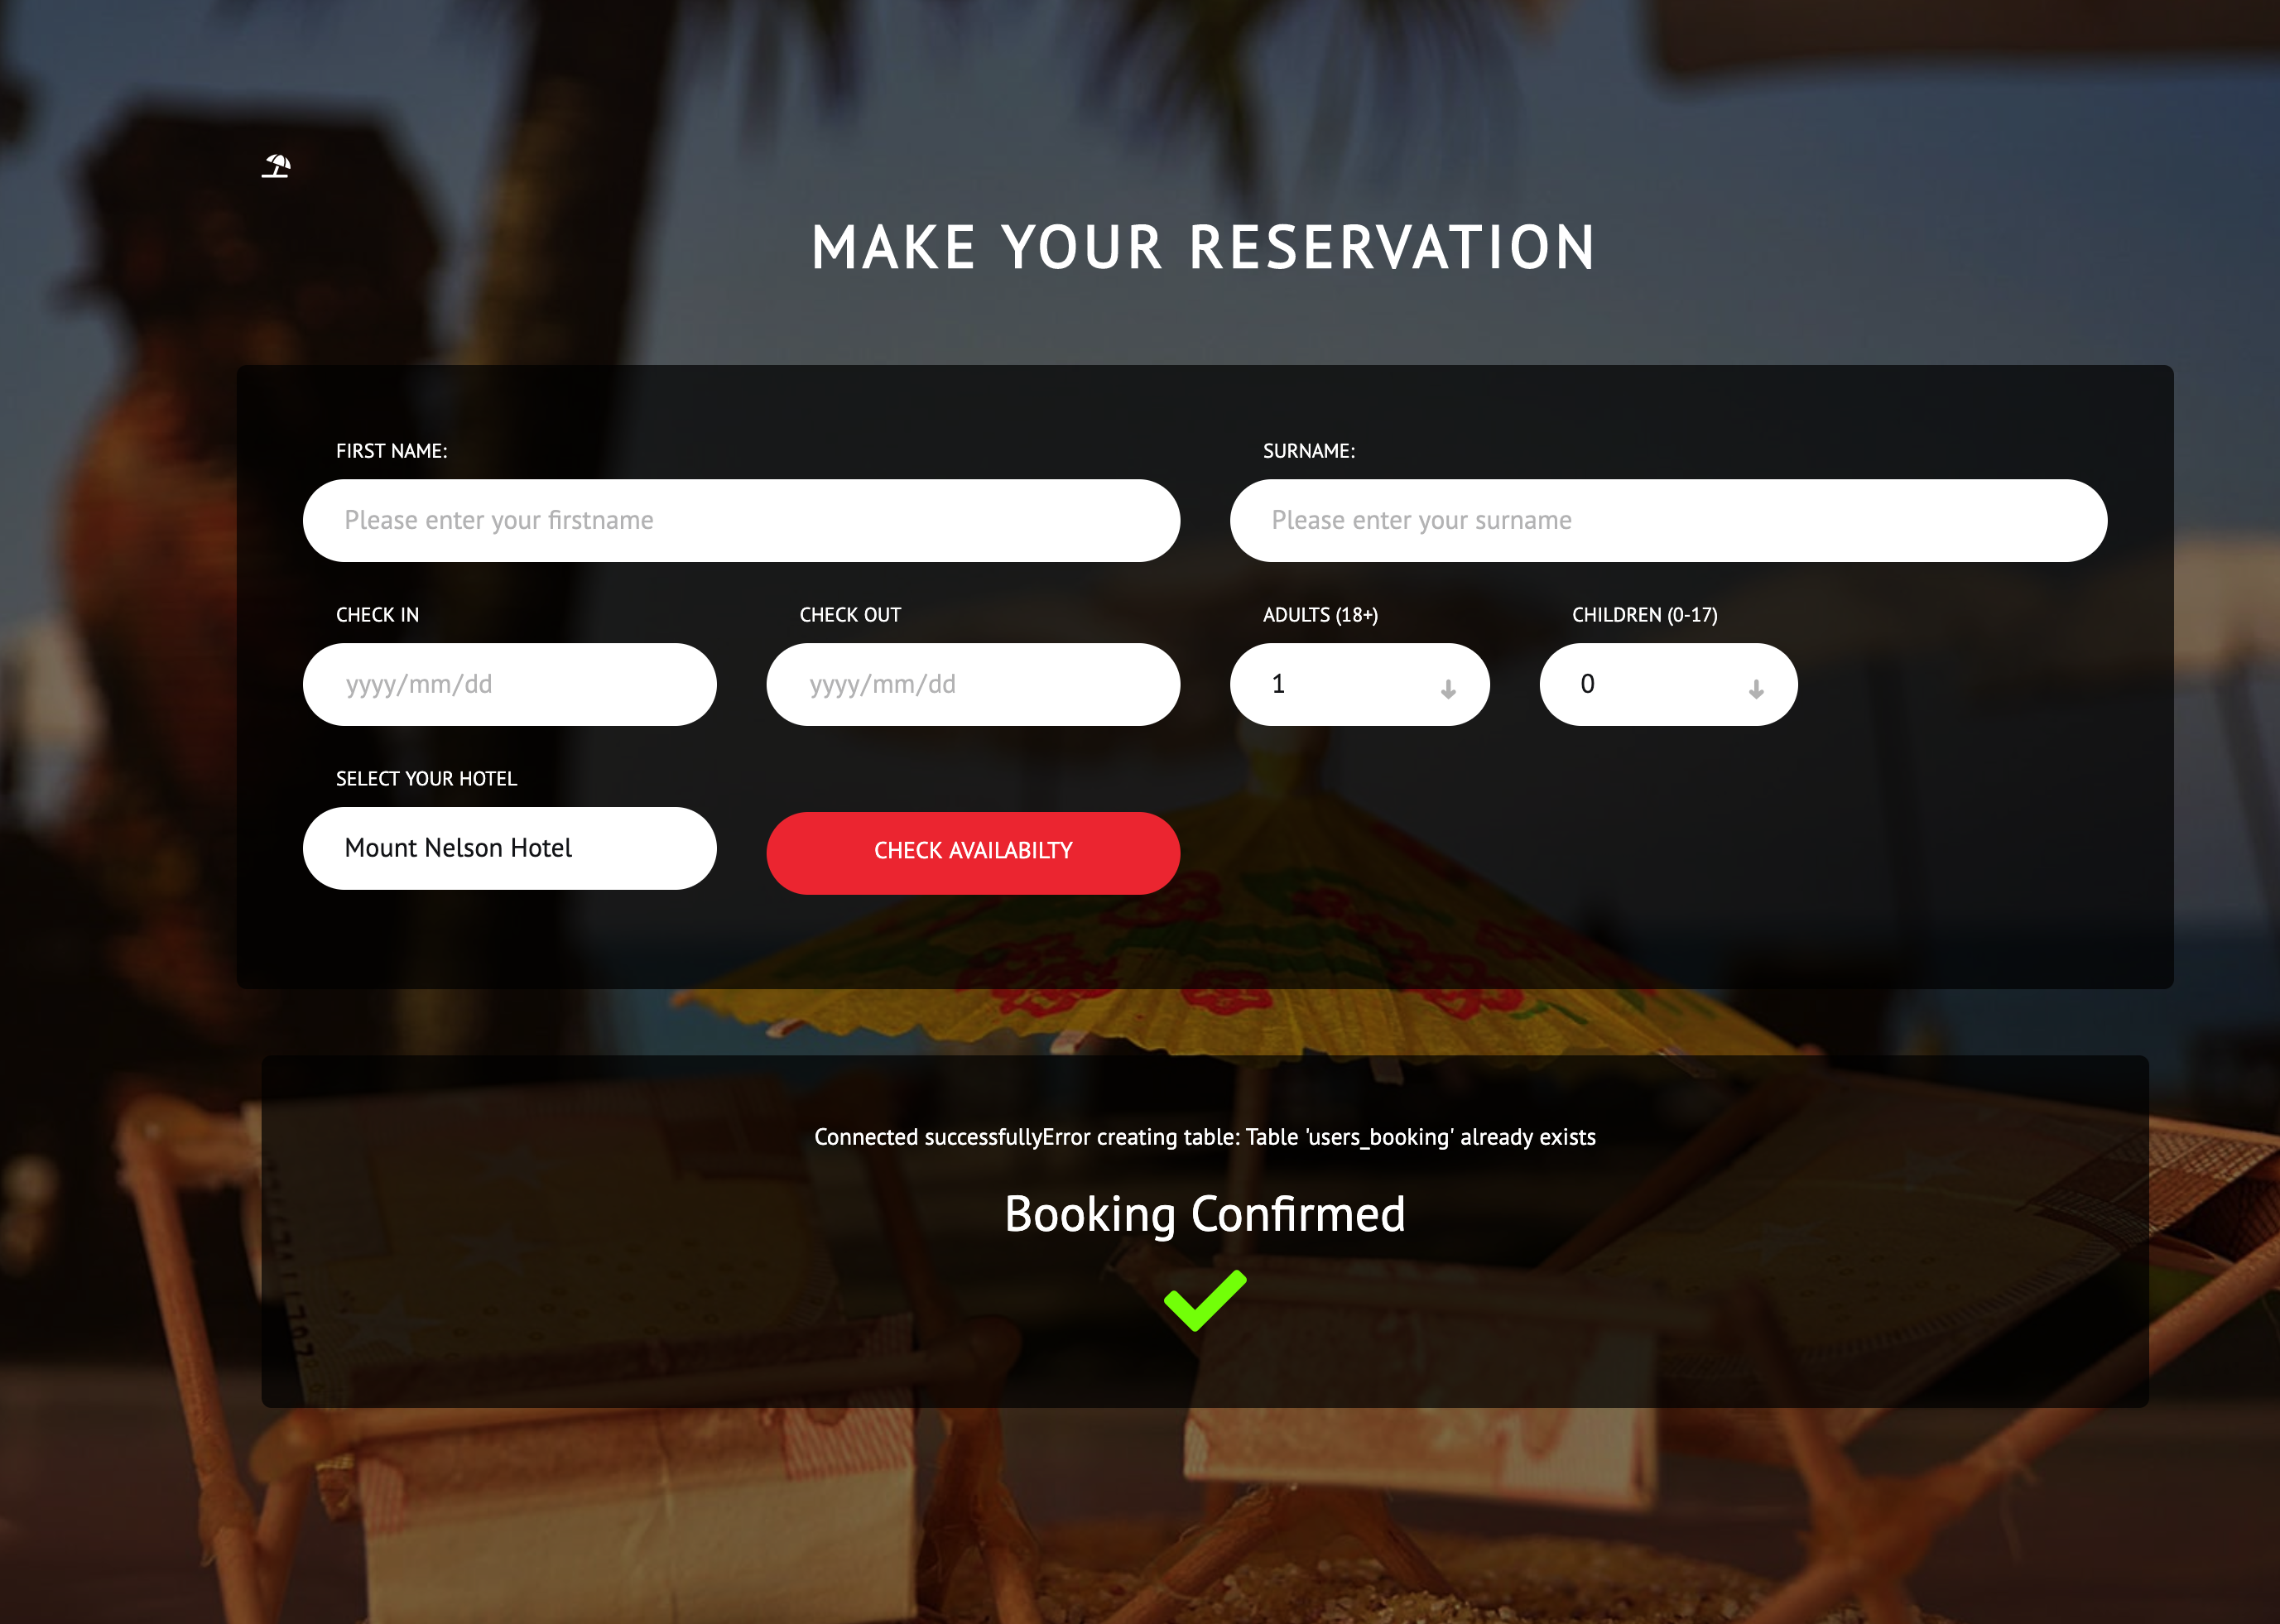 MAKE YOUR RESERVATION
FIRST NAME:
SURNAME:
Please enter your firstname
Please enter your surname
CHECK IN
CHECK OUT
ADULTS (18+)
CHILDREN (0-17)
yyyy/mm/dd
yyyy/mm/dd
1
0
SELECT YOUR HOTEL
Mount Nelson Hotel
CHECK AVAILABILTY
Connected successfullyError creating table: Table 'users_booking' already exists
Booking Confirmed